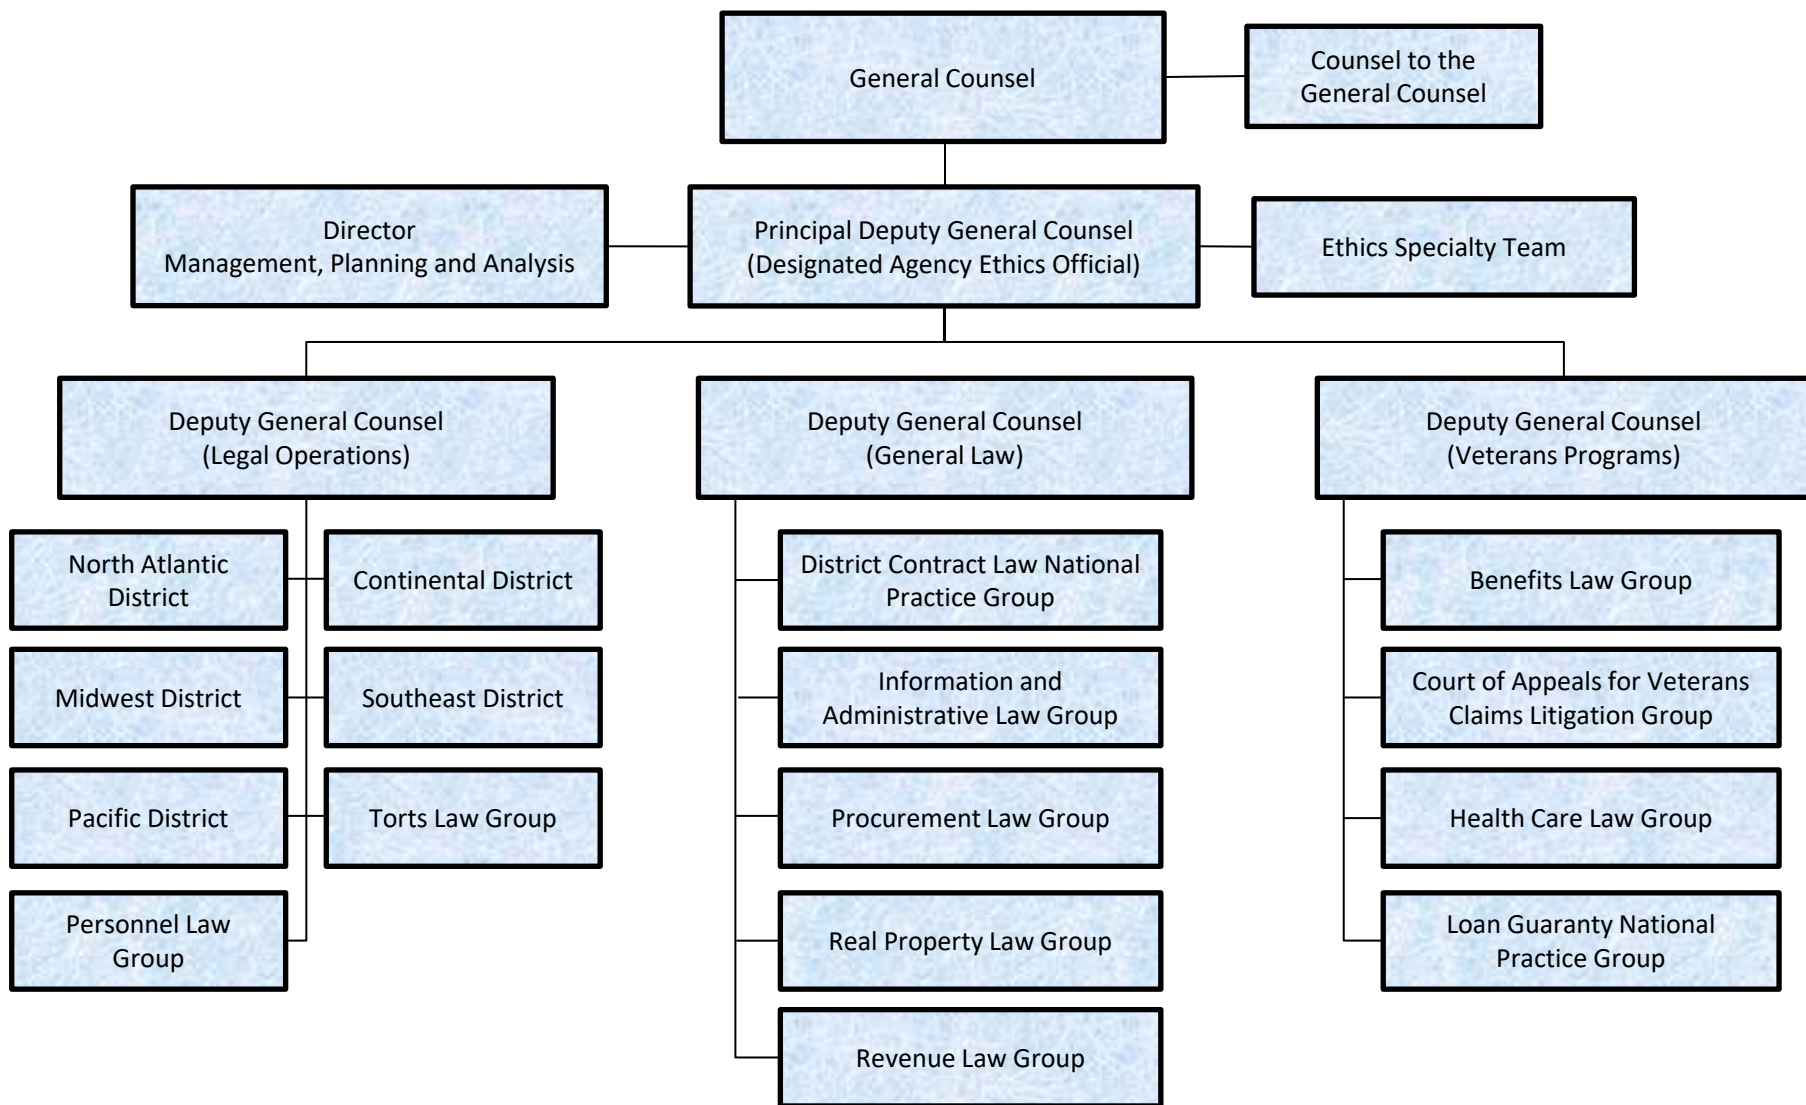 General Counsel
Counsel to the
General Counsel
Director
Management, Planning and Analysis
Principal Deputy General Counsel
(Designated Agency Ethics Official)
Ethics Specialty Team
Deputy General Counsel
(Legal Operations)
Deputy General Counsel
(General Law)
Deputy General Counsel
(Veterans Programs)
North Atlantic
District
Continental District
Midwest District
Southeast District
Pacific District
Torts Law Group
Personnel Law
Group
District Contract Law National
Practice Group
Information and
Administrative Law Group
Procurement Law Group
Real Property Law Group
Revenue Law Group
Benefits Law Group
Court of Appeals for Veterans
Claims Litigation Group
Health Care Law Group
Loan Guaranty National
Practice Group